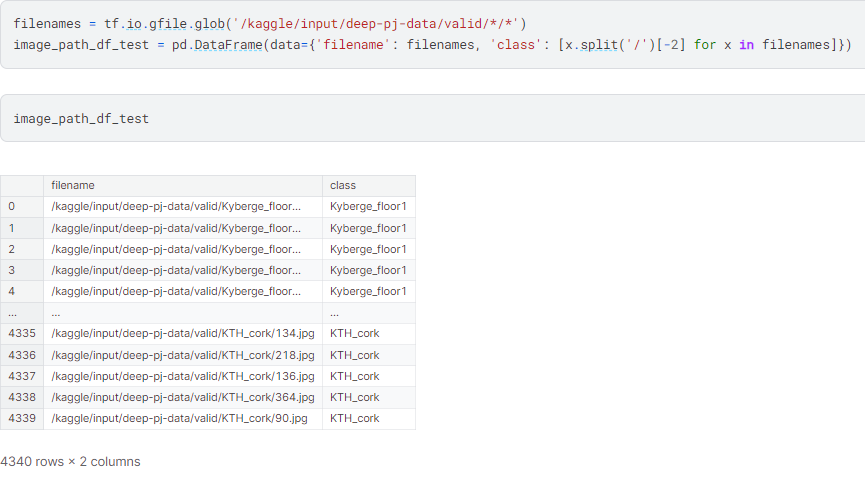 filenames = tf.io.gfile.glob('/kaggle/input/deep-pj-data/valid/*/*')
image_path_df_test = pd.DataFrame(data={'filename': filenames, 'class': [x.split('/')[-2] for x in filenames]})
image_path_df_test
filename class
0 /kaggle/input/deep-pj-data/valid/Kyberge_floor... Kyberge_floor1
1 /kaggle/input/deep-pj-data/valid/Kyberge_floor... Kyberge_floor1
2 /kaggle/input/deep-pj-data/valid/Kyberge_floor... Kyberge_floor1
3 /kaggle/input/deep-pj-data/valid/Kyberge_floor... Kyberge_floor1
4 /kaggle/input/deep-pj-data/valid/Kyberge_floor... Kyberge_floor1
... ... ...
4335 /kaggle/input/deep-pj-data/valid/KTH_cork/134.jpg KTH_cork
4336 /kaggle/input/deep-pj-data/valid/KTH_cork/218.jpg KTH_cork
4337 /kaggle/input/deep-pj-data/valid/KTH_cork/136.jpg KTH_cork
4338 /kaggle/input/deep-pj-data/valid/KTH_cork/364.jpg KTH_cork
4339 /kaggle/input/deep-pj-data/valid/KTH_cork/90.jpg KTH_cork
4340 rows × 2 columns